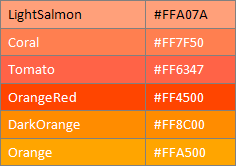 LightSalmon #FFA07A
Coral #FF7F50
Tomato #FF6347
OrangeRed #FF4500
DarkOrange #FF8C00
Orange #FFA500